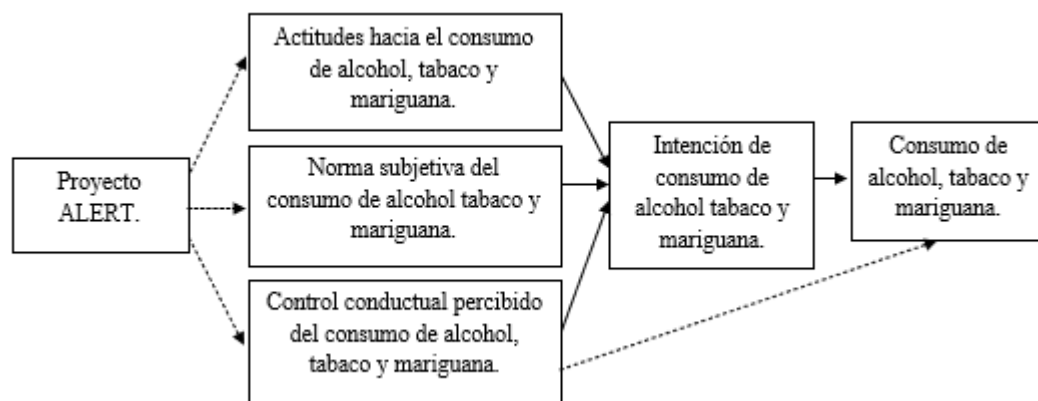 Proyecto
ALERT.
Actitudes hacia el consumo
de alcohol, tabaco y
mariguana.
Norma subjetiva del
consumo de alcohol tabaco y
mariguana.
Control conductual percibido
del consumo de alcohol,
tabaco y mariguana.
Intención de
consumo de
alcohol tabaco y
mariguana.
Consumo de
alcohol, tabaco y
mariguana.